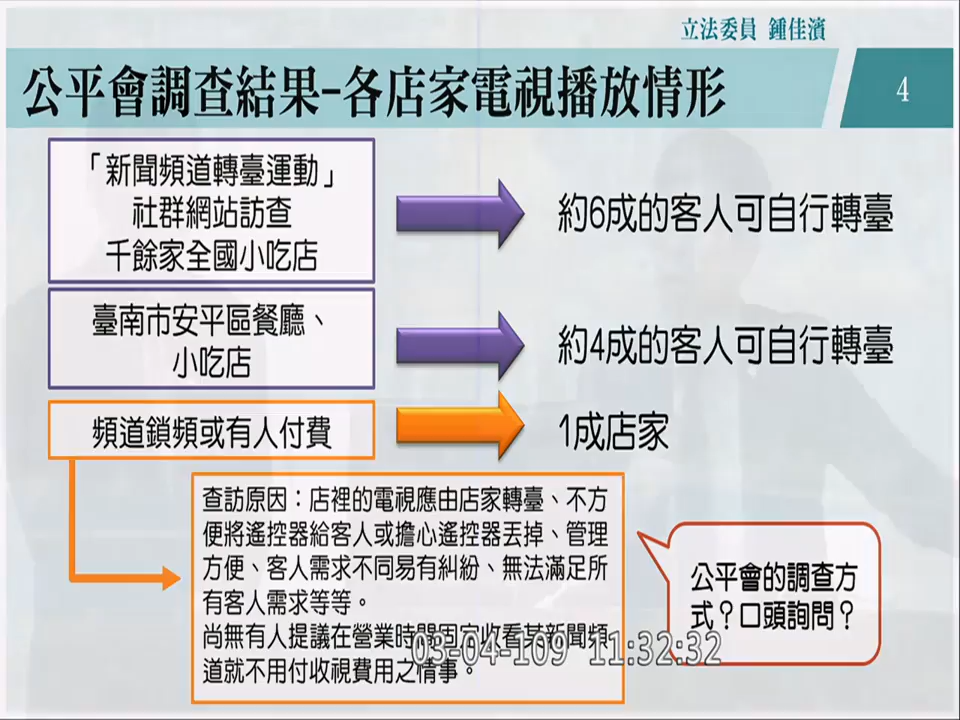 立法委員 鍾佳濱
公平會調查結果-各店家電視播放情形
4
「新聞頻道轉臺運動」
社群網站訪查
千餘家全國小吃店
約6成的客人可自行轉臺
臺南市安平區餐廳、
小吃店
約4成的客人可自行轉臺
頻道鎖頻或有人付費
1成店家
查訪原因：店裡的電視應由店家轉臺、不方
便將遙控器給客人或擔心遙控器丟掉、管理
方便、客人需求不同易有糾紛、無法滿足所
有客人需求等等。
尚無有人提議在營業時間固定收看某新聞頻
道就不用付收視費用之情事。
公平會的調查方
式？口頭詢問？
03-04-109 11:32:32